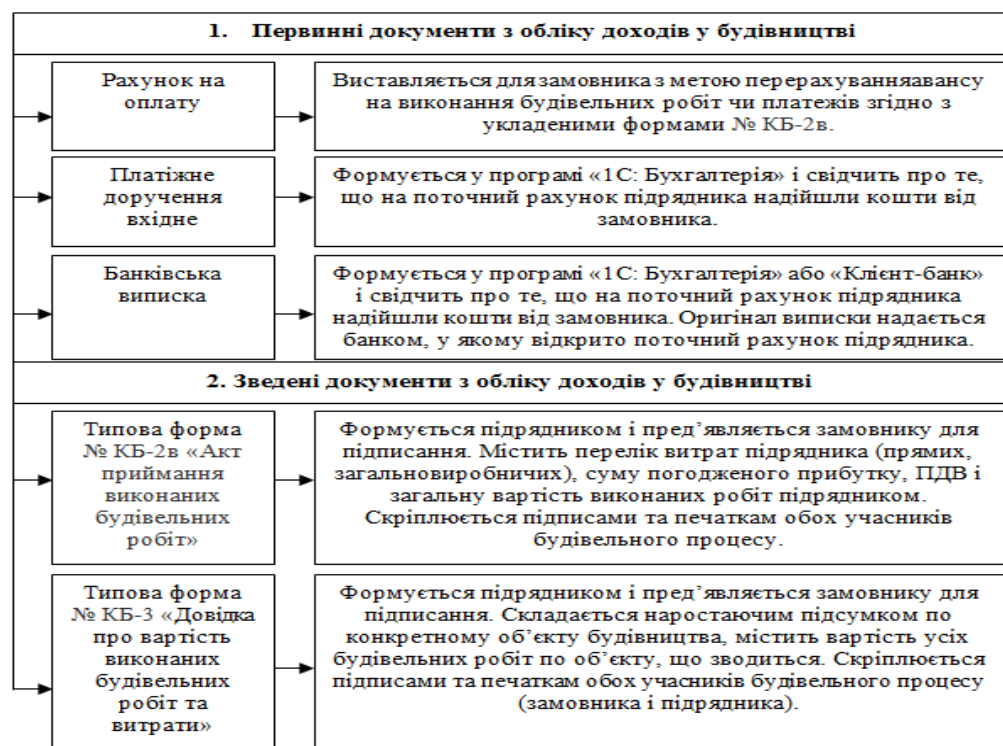 1. Первинні документи з обліку доходів у будівництві
Рахунок на
оплату
Виставляється для замовника з метою перерахуванняавансу
на виконання будівельних робіт чи платежів згідно з
укладеними формами № КБ-2в.
Платіжне
доручення
вхідне
Формується у програмі «1С: Бухгалтерія» і свідчить про те,
що на поточний рахунок підрядника надійшли кошти від
замовника.
Банківська
виписка
Формується у програмі «1С: Бухгалтерія» або «Клієнт-банк»
і свідчить про те, що на поточний рахунок підрядника
надійшли кошти від замовника. Оригінал виписки надається
банком, у якому відкрито поточний рахунок підрядника.
2. Зведені документи з обліку доходів у будівництві
Типова форма
№ КБ-2в «Акт
приймання
виконаних
будівельних
робіт»
Формується підрядником і пред’являється замовнику для
підписання. Містить перелік витрат підрядника (прямих,
загальновиробничих), суму погодженого прибутку, ПДВ і
загальну вартість виконаних робіт підрядником.
Скріплюється підписами та печаткам обох учасників
будівельного процесу.
Типова форма
№ КБ-3 «Довідка
про вартість
виконаних
будівельних
робіт та
витрати»
Формується підрядником і пред’являється замовнику для
підписання. Складається наростаючим підсумком по
конкретному об’єкту будівництва, містить вартість усіх
будівельних робіт по об’єкту, що зводиться. Скріплюється
підписами та печаткам обох учасників будівельного процесу
(замовника і підрядника).